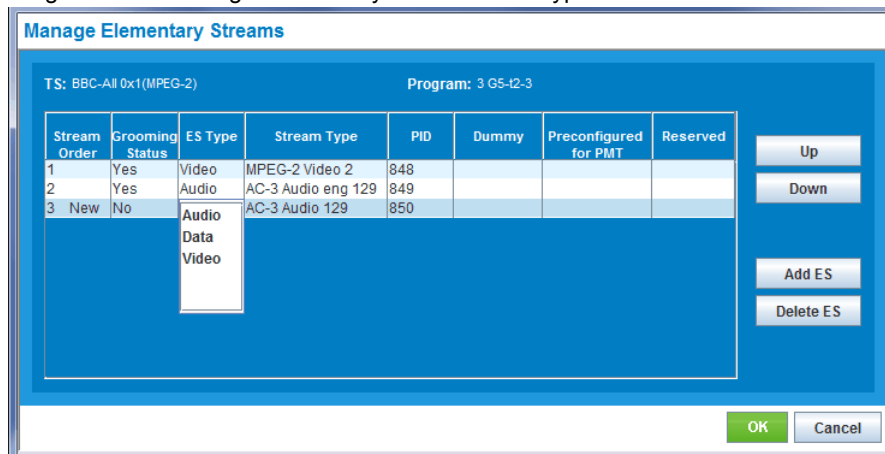 Manage Elementary Streams
TS: BBC-All 0x1(MPEG-2) Program: 3 G5-t2-3
Stream Order Grooming Status ES Type Stream Type PID Dummy Preconfigured for PMT Reserved
1 Yes Video MPEG-2 Video 2 848
2 Yes Audio AC-3 Audio eng 129 849
3 New No AC-3 Audio 129 850
Audio
Data
Video
Up
Down
Add ES
Delete ES
OK Cancel